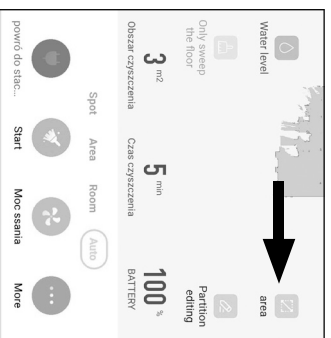 Water level
area
Only sweep
the floor
Partition
editing
3 m2
5 min
100 %
Obszar czyszczenia
Czas czyszczenia
BATTERY
Spot
Area
Room
Auto
powró do stac...
Start
Moc ssania
More